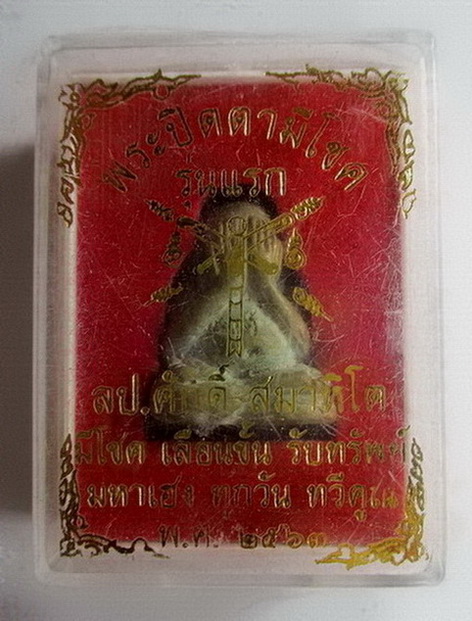 พระปิดตามีโชค
รุ่นแรก
ลป.ศักดิ์ สมาหิโต
มีโชค เลื่อนขั้น รับทรัพย์
มหาเฮง ทุกวัน ทวีคูณ
พ.ศ. ๒๕๖๓